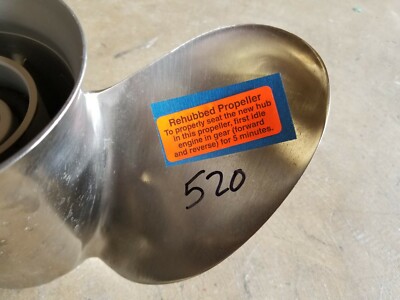 Rehubbed Propeller
To properly seat the new hub
in this propeller, first idle
engine in gear (forward
and reverse) for 5 minutes.
520